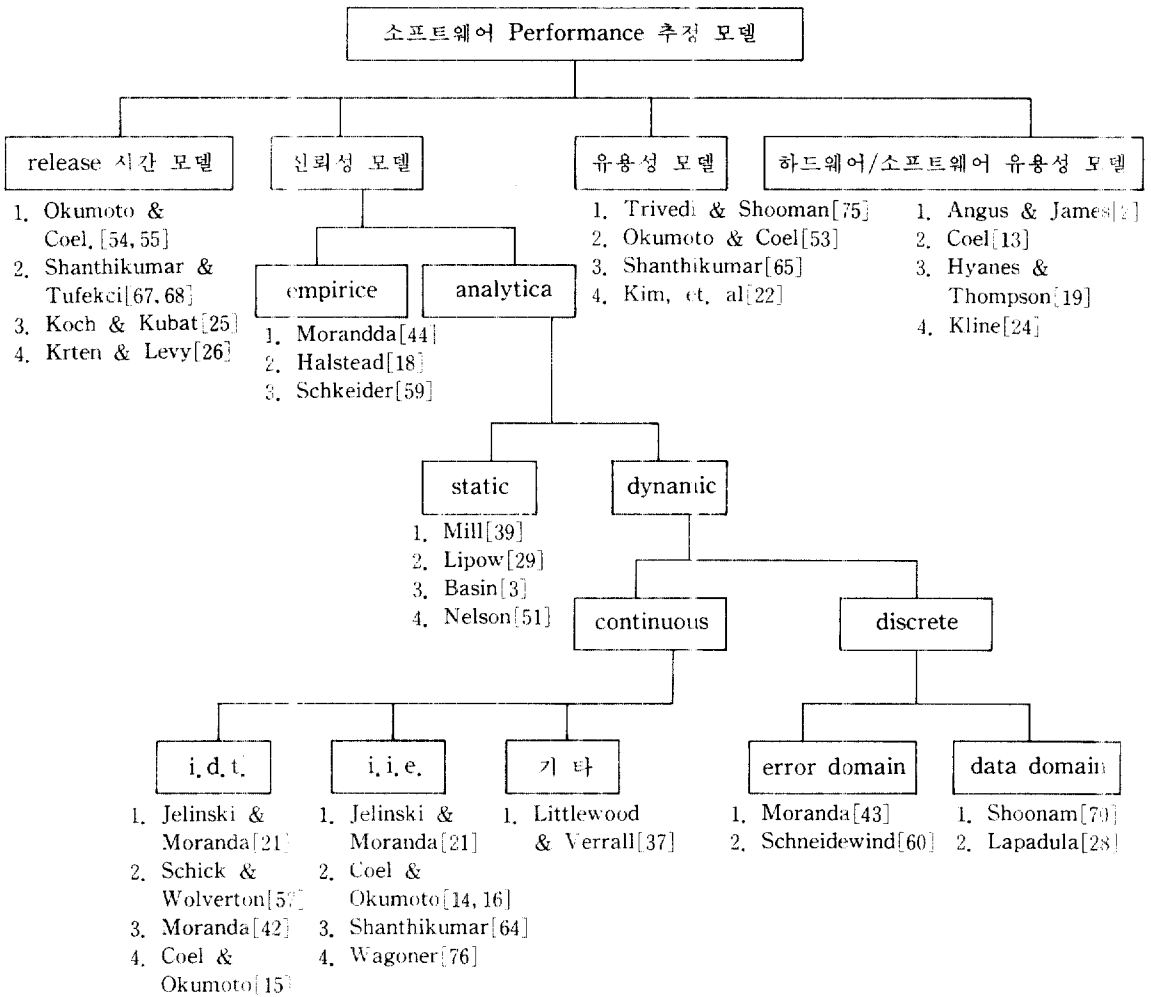 소프트웨어 Performance 추정 모델
release 시간 모델
1. Okumoto &
Coel. [54, 55]
2. Shanthikumar &
Tufekci[67, 68]
3. Koch & Kubat[25]
4. Krten & Levy[26]
신뢰성 모델
empirice
1. Morandda[44]
2. Halstead[18]
3. Schkeider[59]
analytica
유용성 모델
1. Trivedi & Shooman[75]
2. Okumoto & Coel[53]
3. Shanthikumar[65]
4. Kim, et. al[22]
하드웨어/소프트웨어 유용성 모델
1. Angus & James
2. Coel[13]
3. Hyanes &
Thompson[19]
4. Kline[24]
static
1. Mill[39]
2. Lipow[29]
3. Basin[3]
4. Nelson[51]
dynamic
continuous
discrete
i. d. t.
1. Jelinski &
Moranda[21]
2. Schick &
Wolverton
3. Moranda[42]
4. Coel &
Okumoto[15]
i. i. e.
1. Jelinski &
Moranda[21]
2. Coel &
Okumoto[14, 16]
3. Shanthikumar[64]
4. Wagoner[76]
기 타
1. Littlewood
& Verrall[37]
error domain
1. Moranda[43]
2. Schneidewind[60]
data domain
1. Shoonam[70]
2. Lapadula[28]